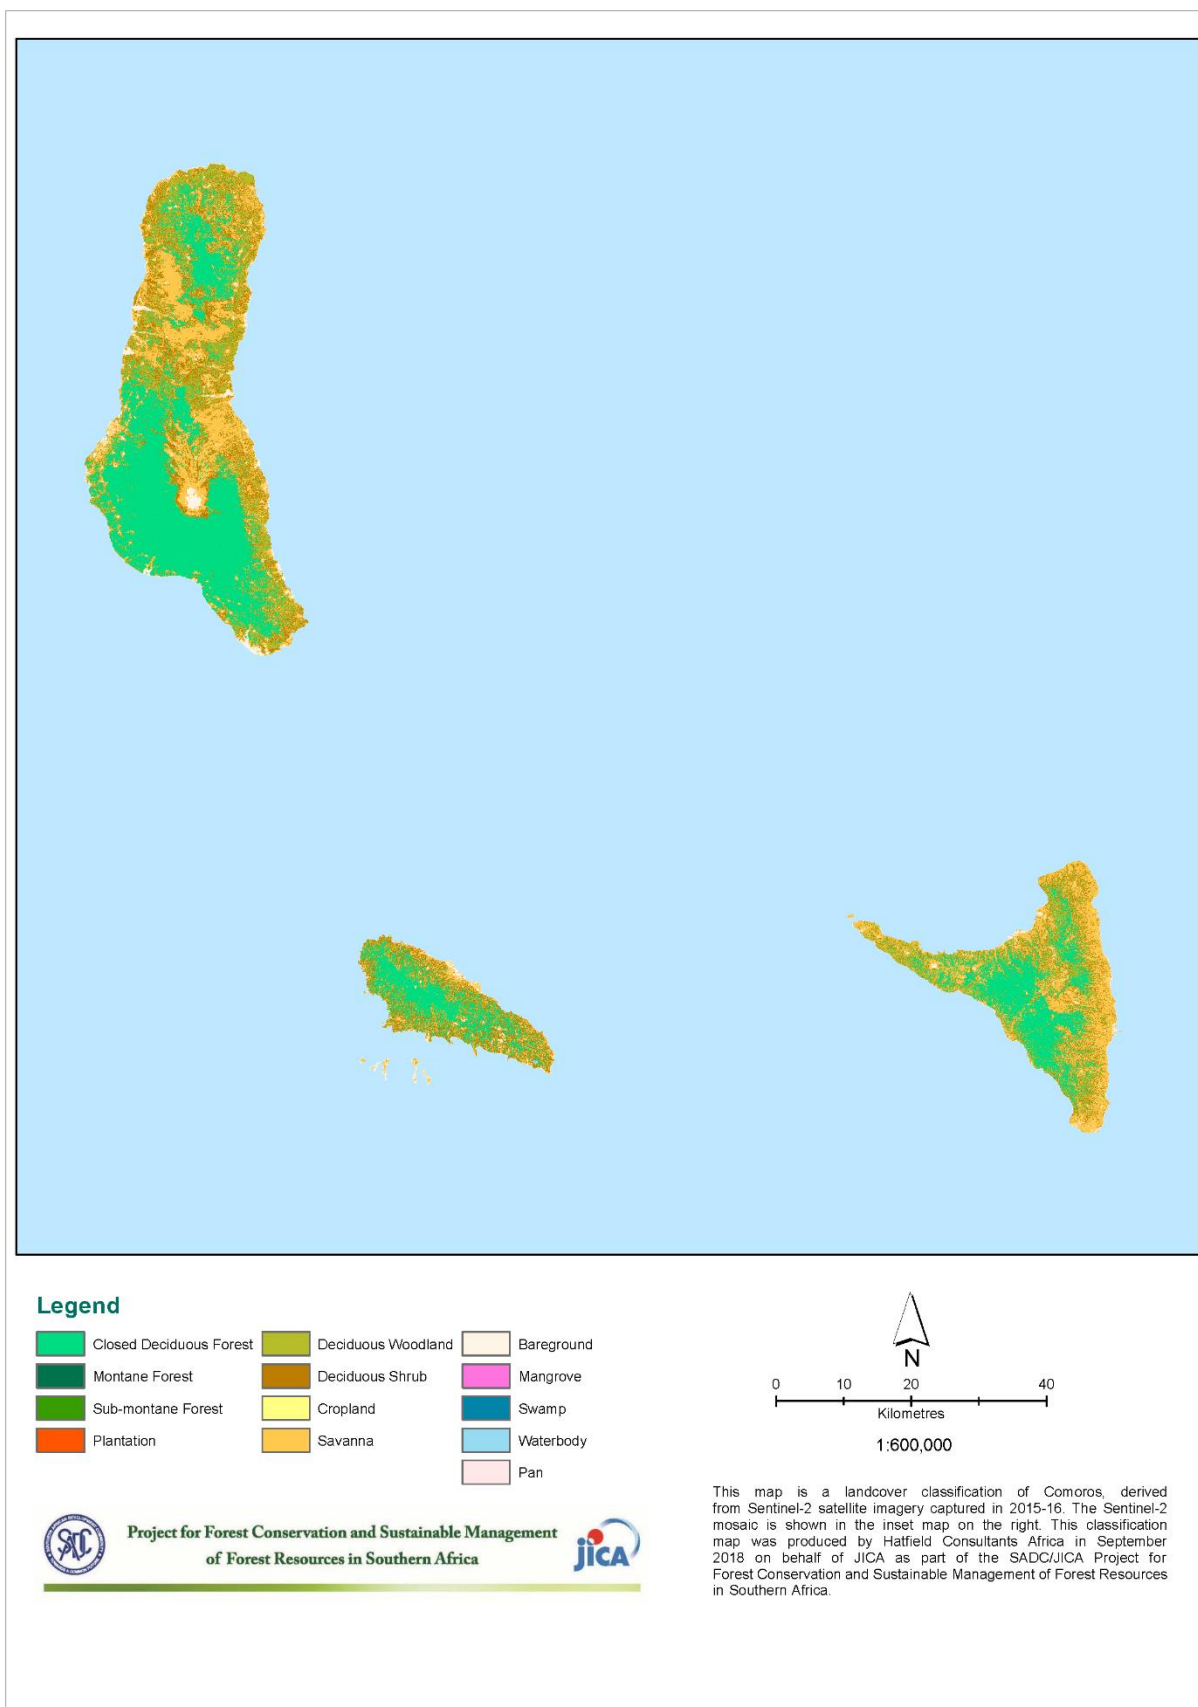 Legend
Closed Deciduous Forest
Montane Forest
Sub-montane Forest
Plantation
Deciduous Woodland
Deciduous Shrub
Cropland
Savanna
Bareground
Mangrove
Swamp
Waterbody
Pan
N
0 10 20 40
Kilometres
1:600,000
This map is a landcover classification of Comoros, derived
from Sentinel-2 satellite imagery captured in 2015-16. The Sentinel-2
mosaic is shown in the inset map on the right. This classification
map was produced by Hatfield Consultants Africa in September
2018 on behalf of JICA as part of the SADC/JICA Project for
Forest Conservation and Sustainable Management of Forest Resources
in Southern Africa.
SADC
Project for Forest Conservation and Sustainable Management
of Forest Resources in Southern Africa
jICA